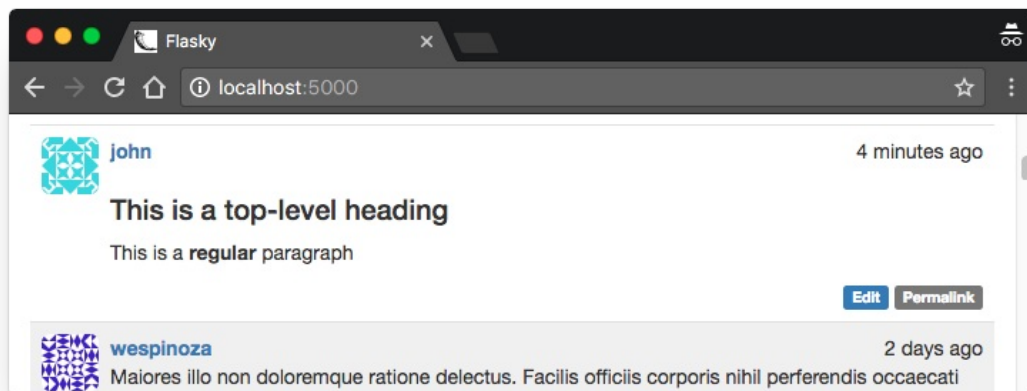 Flasky
localhost:5000
john 4 minutes ago
This is a top-level heading
This is a regular paragraph
Edit Permalink
wespinoza 2 days ago
Maiores illo non doloremque ratione delectus. Facilis officiis corporis nihil perferendis occaecati